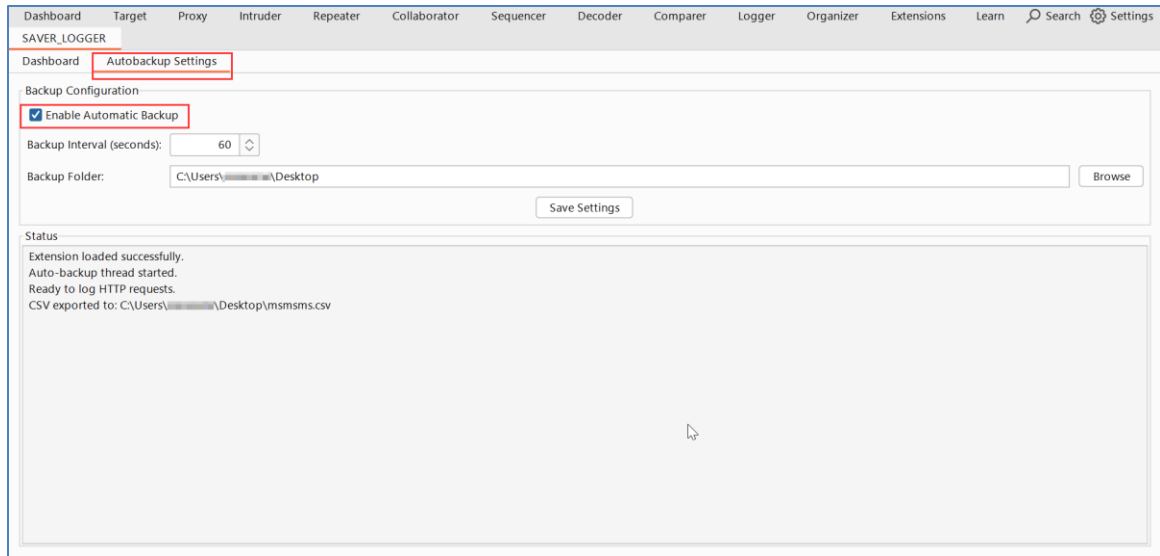 Dashboard Target Proxy Intruder Repeater Collaborator Sequencer Decoder Comparer Logger Organizer Extensions Learn Search Settings
SAVER_LOGGER
Dashboard Autobackup Settings
Backup Configuration
Enable Automatic Backup
Backup Interval (seconds): 60
Backup Folder: C:\Users\ \Desktop Browse
Save Settings
Status
Extension loaded successfully.
Auto-backup thread started.
Ready to log HTTP requests.
CSV exported to: C:\Users\ \Desktop\msmsms.csv